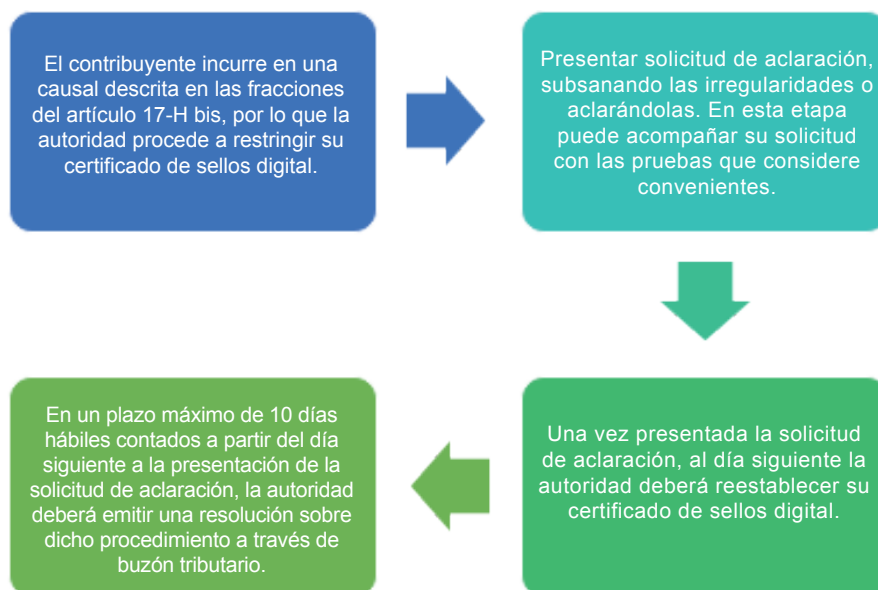 El contribuyente incurre en una
causal descrita en las fracciones
del artículo 17-H bis, por lo que la
autoridad procede a restringir su
certificado de sellos digital.
Presentar solicitud de aclaración,
subsanando las irregularidades o
aclarándolas. En esta etapa
puede acompañar su solicitud
con las pruebas que considere
convenientes.
Una vez presentada la solicitud
de aclaración, al día siguiente la
autoridad deberá reestablecer su
certificado de sellos digital.
En un plazo máximo de 10 días
hábiles contados a partir del día
siguiente a la presentación de la
solicitud de aclaración, la autoridad
deberá emitir una resolución sobre
dicho procedimiento a través de
buzón tributario.